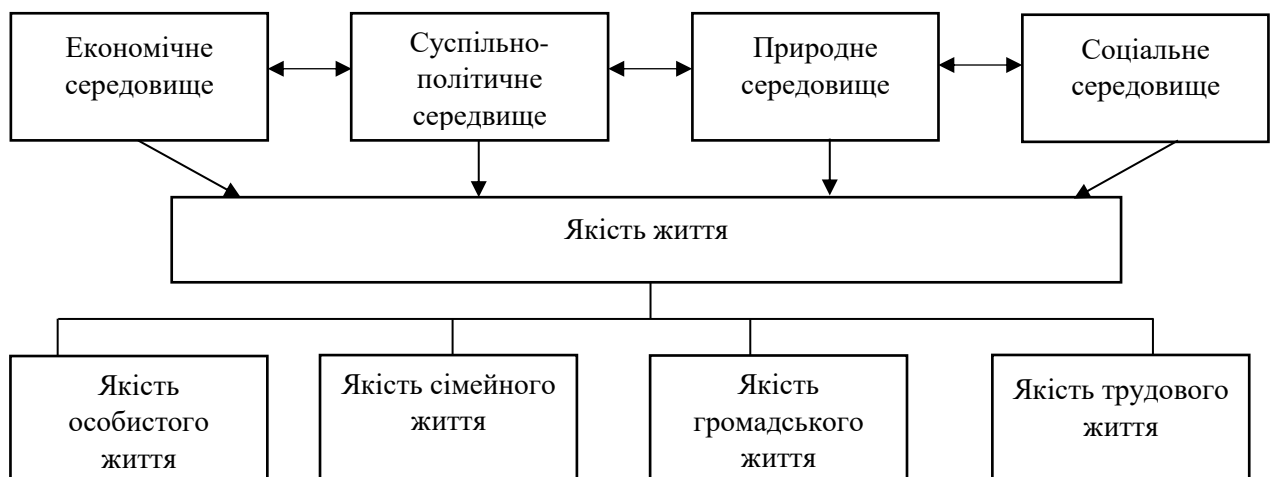 Економічне
середовище
Суспільно-
політичне
середвище
Природне
середовище
Соціальне
середовище
Якість життя
Якість
особистого
життя
Якість сімейного
життя
Якість
громадського
життя
Якість трудового
життя